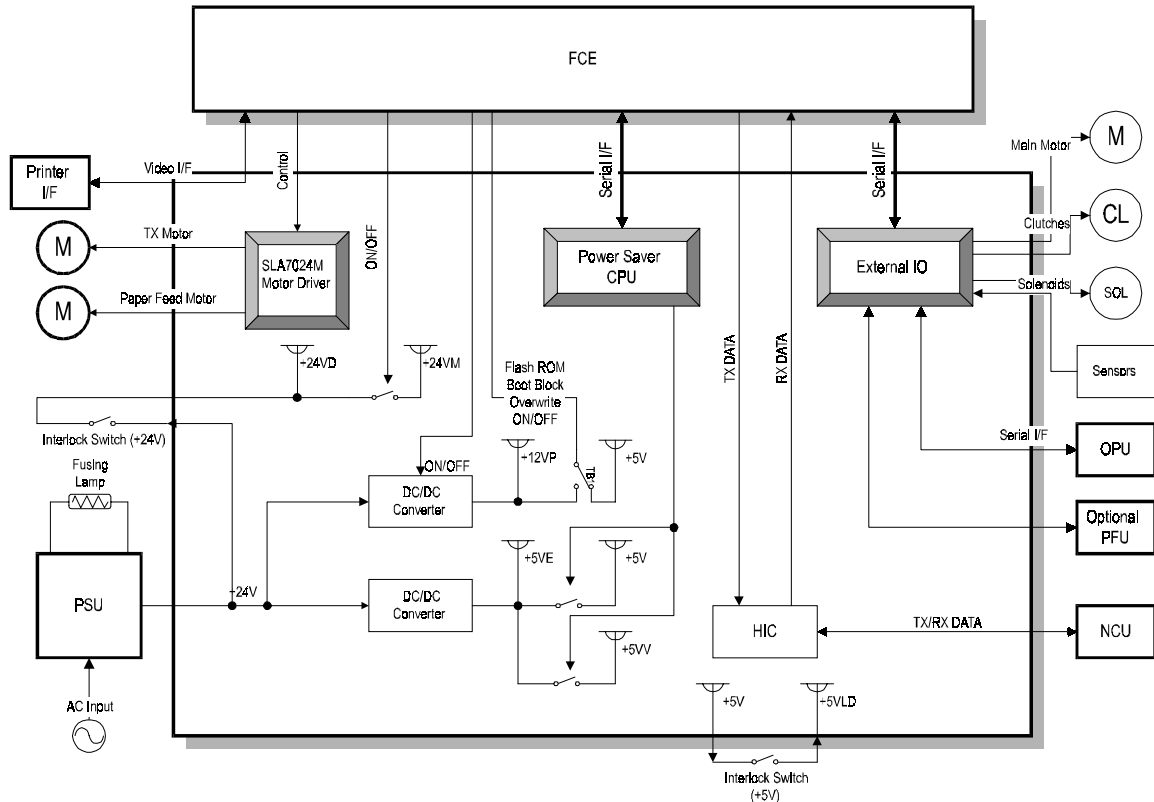 FCE
Printer
I/F
Video I/F
Control
ON/OFF
Serial I/F
Serial I/F
Main Motor
M
Clutches
CL
Solenoids
SOL
Sensors
M
TX Motor
M
Paper Feed Motor
SLA7024M
Motor Driver
Power Saver
CPU
External IO
+24VD
+24VM
Flash ROM
Boot Block
Overwrite
ON/OFF
TX DATA
RX DATA
Interlock Switch (+24V)
Fusing
Lamp
ON/OFF
+12VP
TB1
+5V
DC/DC
Converter
Serial I/F
OPU
Optional
PFU
+5VE
+5V
PSU
+24V
DC/DC
Converter
+5VV
HIC
TX/RX DATA
NCU
AC Input
+5V
+5VLD
Interlock Switch
(+5V)